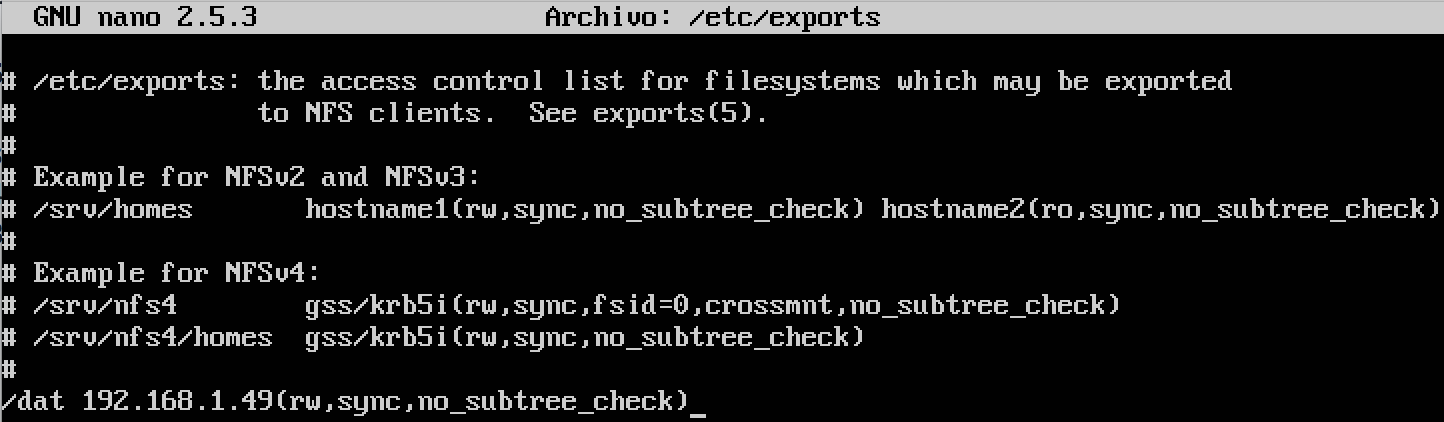 GNU nano 2.5.3 Archivo: /etc/exports
# /etc/exports: the access control list for filesystems which may be exported
# to NFS clients. See exports(5).
#
# Example for NFSv2 and NFSv3:
# /srv/homes hostname1(rw,sync,no_subtree_check) hostname2(ro,sync,no_subtree_check)
#
# Example for NFSv4:
# /srv/nfs4 gss/krb5i(rw,sync,fsid=0,crossmnt,no_subtree_check)
# /srv/nfs4/homes gss/krb5i(rw,sync,no_subtree_check)
#
/dat 192.168.1.49(rw,sync,no_subtree_check)_